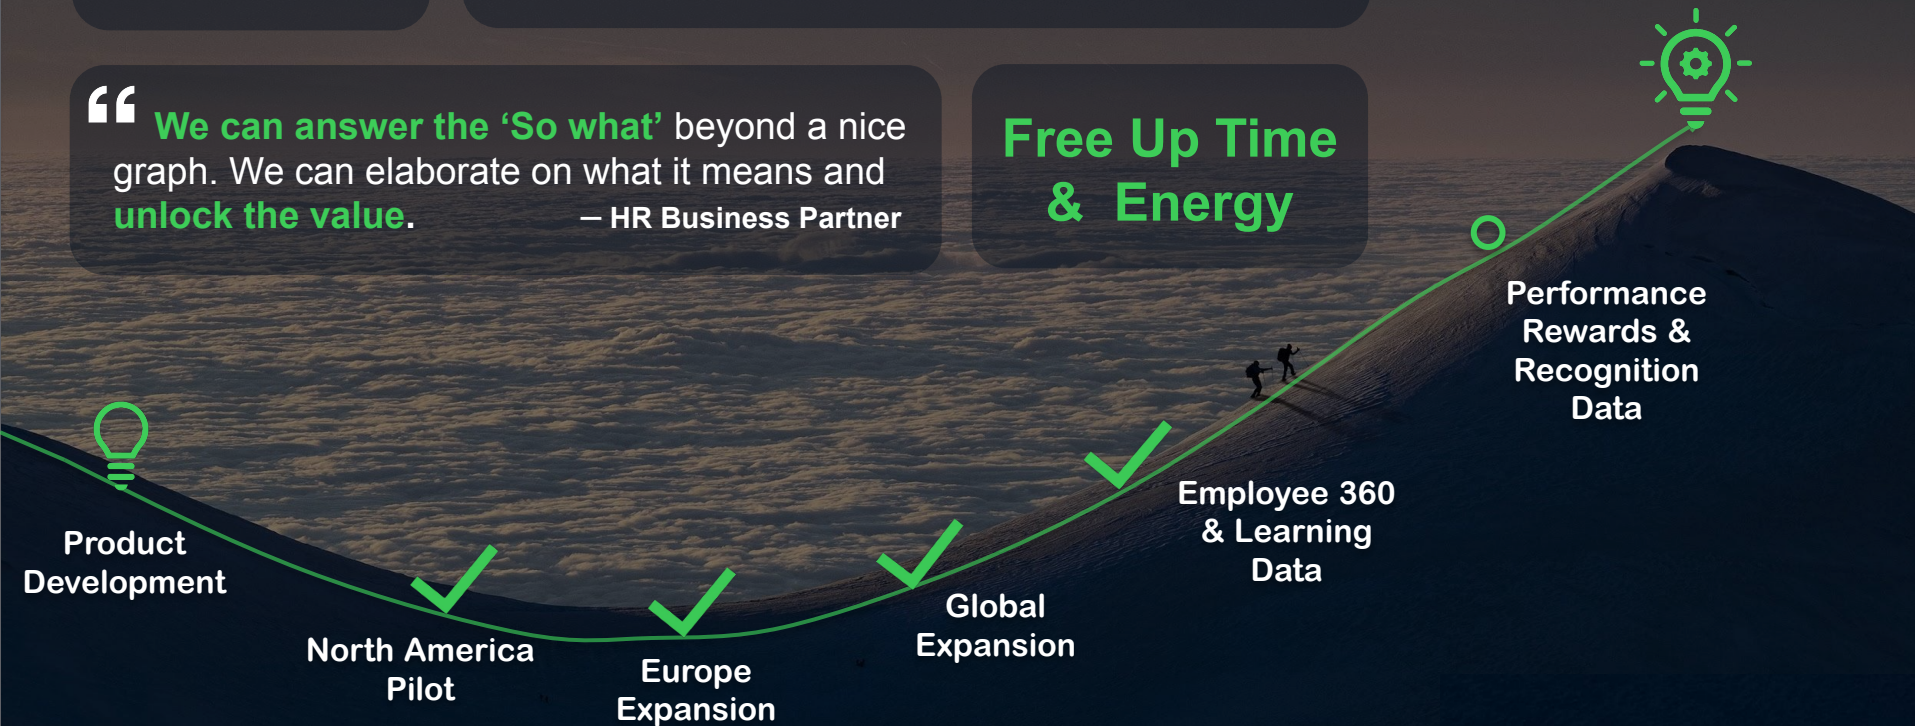 “ We can answer the ‘So what’ beyond a nice
graph. We can elaborate on what it means and
unlock the value. – HR Business Partner
Free Up Time
& Energy
Product
Development
North America
Pilot
Europe
Expansion
Global
Expansion
Employee 360
& Learning
Data
Performance
Rewards &
Recognition
Data